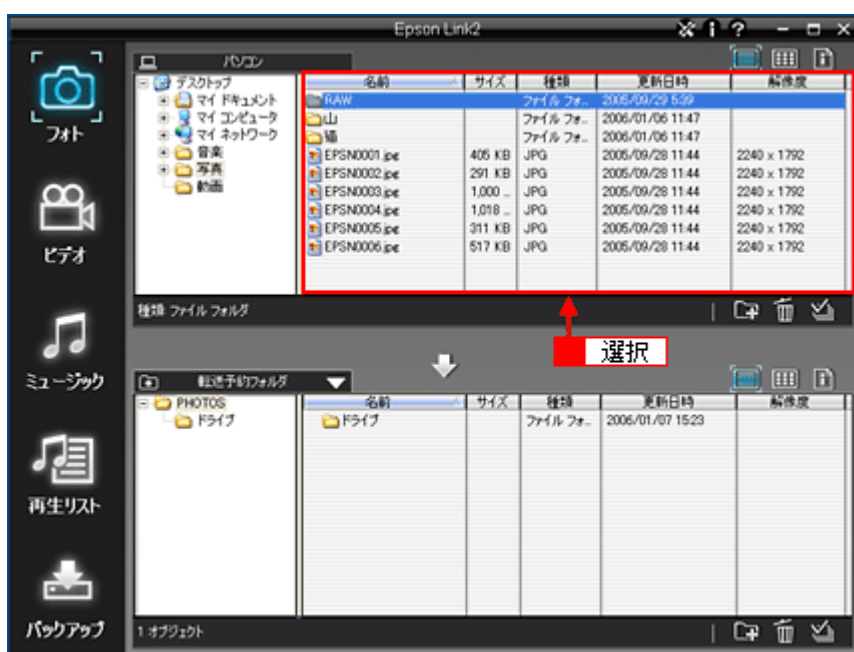 Epson Link2
フォト
ビデオ
ミュージック
再生リスト
バックアップ
パソコン
デスクトップ
マイ ドキュメント
マイ コンピュータ
マイ ネットワーク
音楽
写真
動画
名前 サイズ 種類 更新日時 解像度
RAW ファイル フォ... 2005/09/29 5:39
山 ファイル フォ... 2006/01/06 11:47
猫 ファイル フォ... 2006/01/06 11:47
EPSN0001.jpg 405 KB JPG 2005/09/28 11:44 2240 x 1792
EPSN0002.jpg 291 KB JPG 2005/09/28 11:44 2240 x 1792
EPSN0003.jpg 1,000 ... JPG 2005/09/28 11:44 2240 x 1792
EPSN0004.jpg 1,018 ... JPG 2005/09/28 11:44 2240 x 1792
EPSN0005.jpg 311 KB JPG 2005/09/28 11:44 2240 x 1792
EPSN0006.jpg 517 KB JPG 2005/09/28 11:44 2240 x 1792
種類: ファイル フォルダ
選択
転送予約フォルダ
PHOTOS
ドライブ
名前 サイズ 種類 更新日時 解像度
ドライブ ファイル フォ... 2006/01/07 15:23
1 オブジェクト